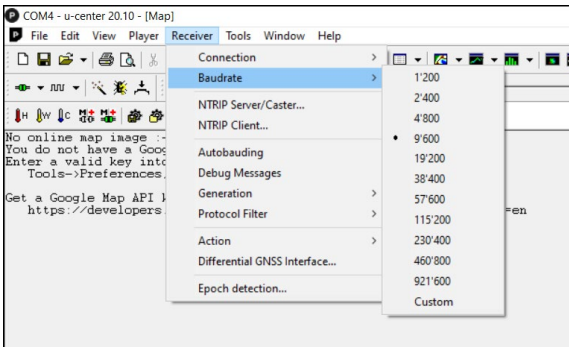 COM4 - u-center 20.10 - [Map]
File Edit View Player Receiver Tools Window Help
Connection
Baudrate
NTRIP Server/Caster...
NTRIP Client...
Autobauding
Debug Messages
Generation
Protocol Filter
Action
Differential GNSS Interface...
Epoch detection...
1'200
2'400
4'800
9'600
19'200
38'400
57'600
115'200
230'400
460'800
921'600
Custom
No online map image :-
You do not have a Goog
Enter a valid key into
Tools->Preferences.
Get a Google Map API k
https://developers. =en